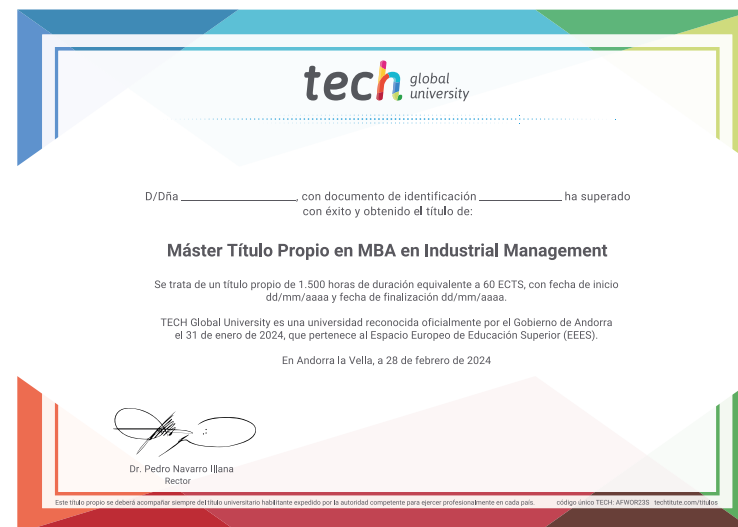 tech global university
D/Dña ____________________, con documento de identificación ______________ ha superado
con éxito y obtenido el título de:
Máster Título Propio en MBA en Industrial Management
Se trata de un título propio de 1.500 horas de duración equivalente a 60 ECTS, con fecha de inicio
dd/mm/aaaa y fecha de finalización dd/mm/aaaa.
TECH Global University es una universidad reconocida oficialmente por el Gobierno de Andorra
el 31 de enero de 2024, que pertenece al Espacio Europeo de Educación Superior (EEES).
En Andorra la Vella, a 28 de febrero de 2024
Dr. Pedro Navarro Illana
Rector
Este título propio se deberá acompañar siempre del título universitario habilitante expedido por la autoridad competente para ejercer profesionalmente en cada país. código único TECH: AFWOR23S techtitute.com/titulos